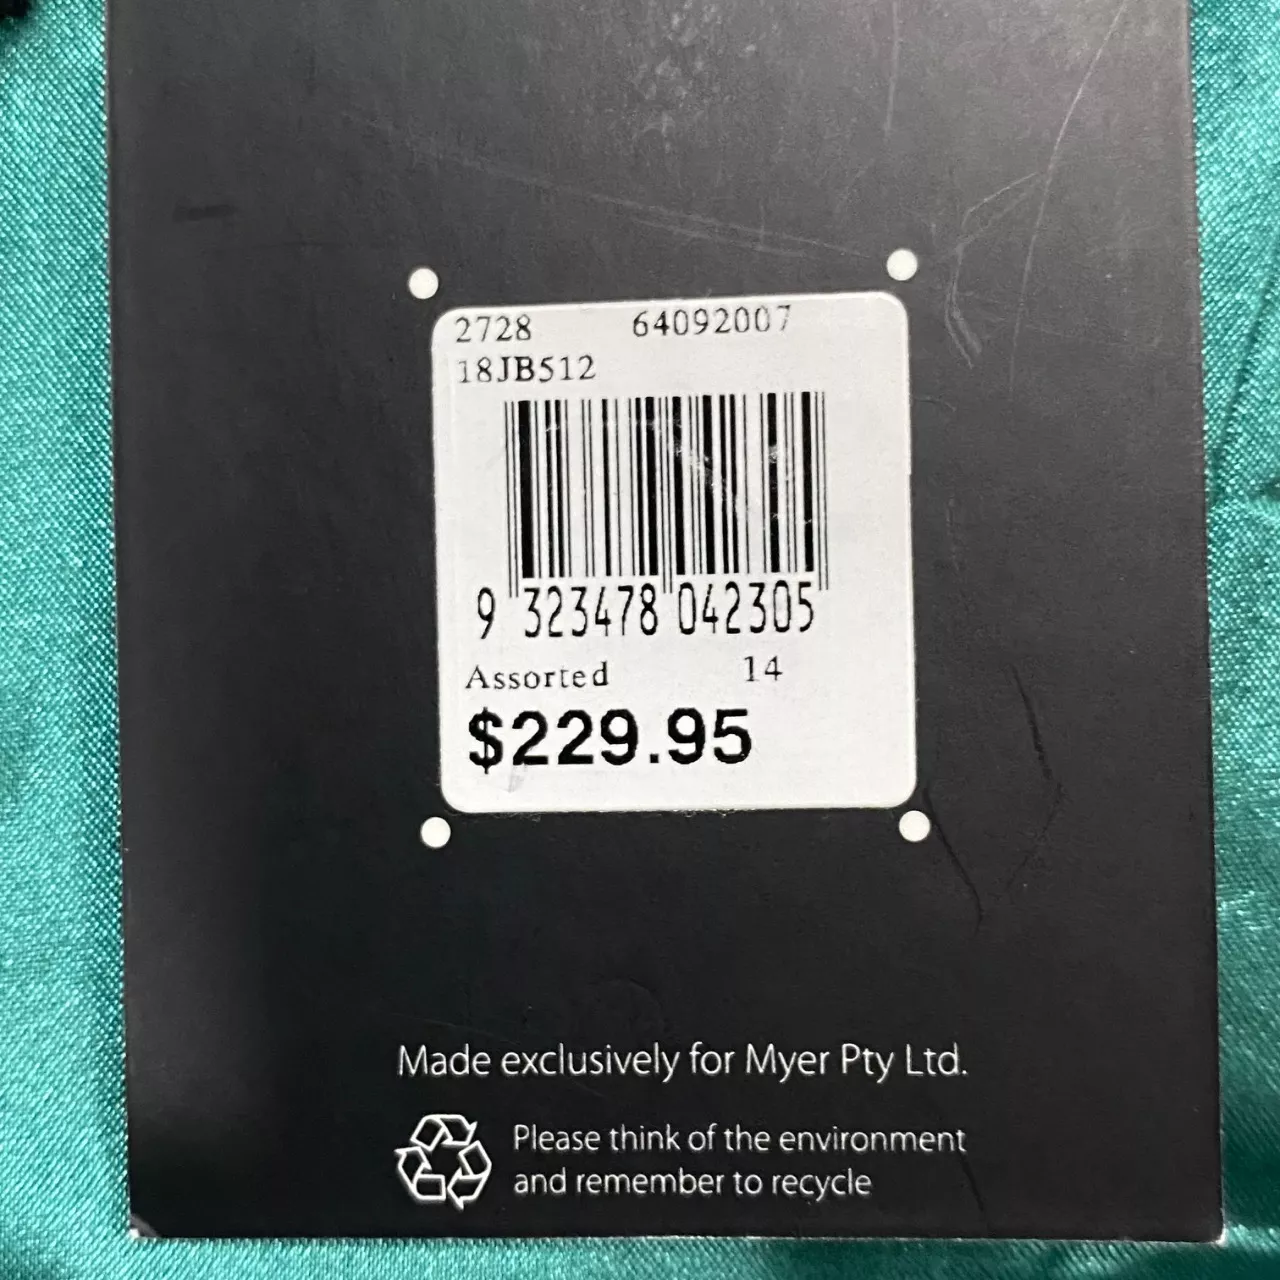 2728 64092007
18JB512
9 323478 042305
Assorted 14
$229.95
Made exclusively for Myer Pty Ltd.
Please think of the environment
and remember to recycle